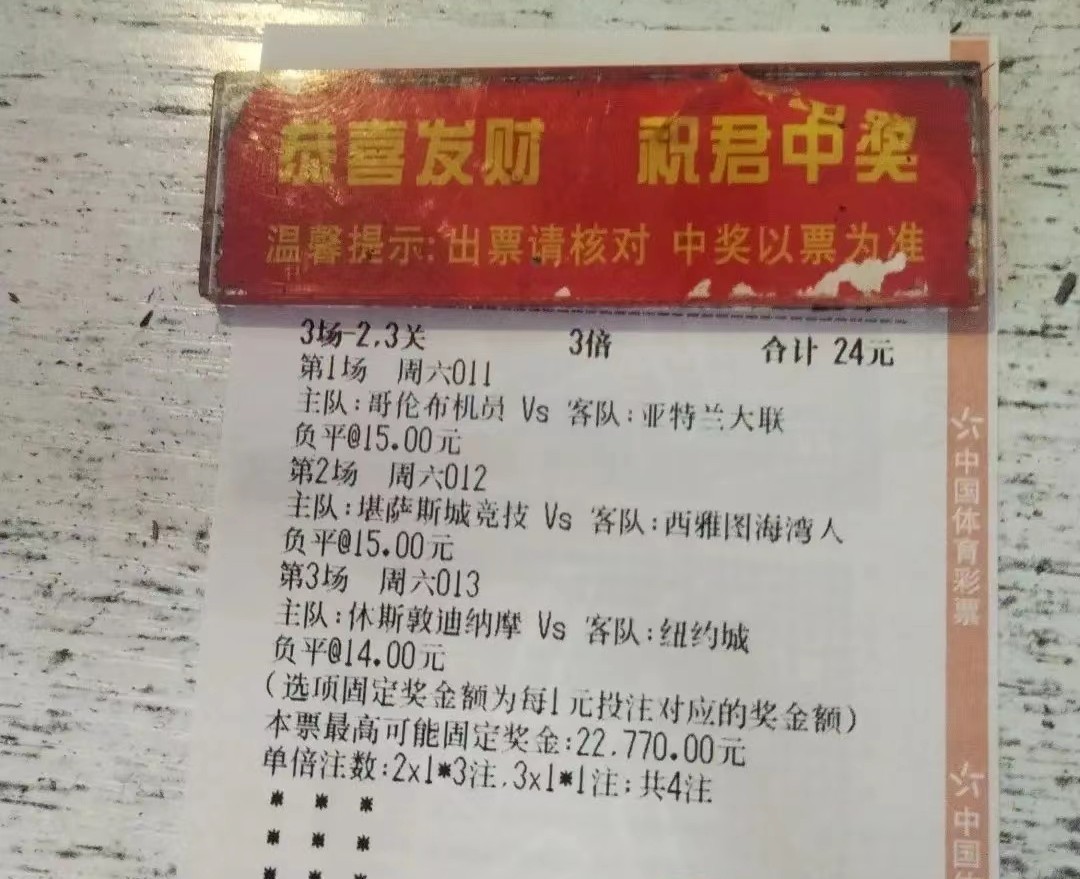 恭喜发财 祝君中奖
温馨提示:出票请核对 中奖以票为准
3场-2.3关 3倍 合计 24元
第1场 周六011
主队:哥伦布机员 Vs 客队:亚特兰大联
负平@15.00元
第2场 周六012
主队:堪萨斯城竞技 Vs 客队:西雅图海湾人
负平@15.00元
第3场 周六013
主队:休斯敦迪纳摩 Vs 客队:纽约城
负平@14.00元
(选项固定奖金额为每1元投注对应的奖金额)
本票最高可能固定奖金:22.770.00元
单倍注数:2x1*3注.3x1*1注;共4注
* * *
* * *
* * *
中国体育彩票
中国体